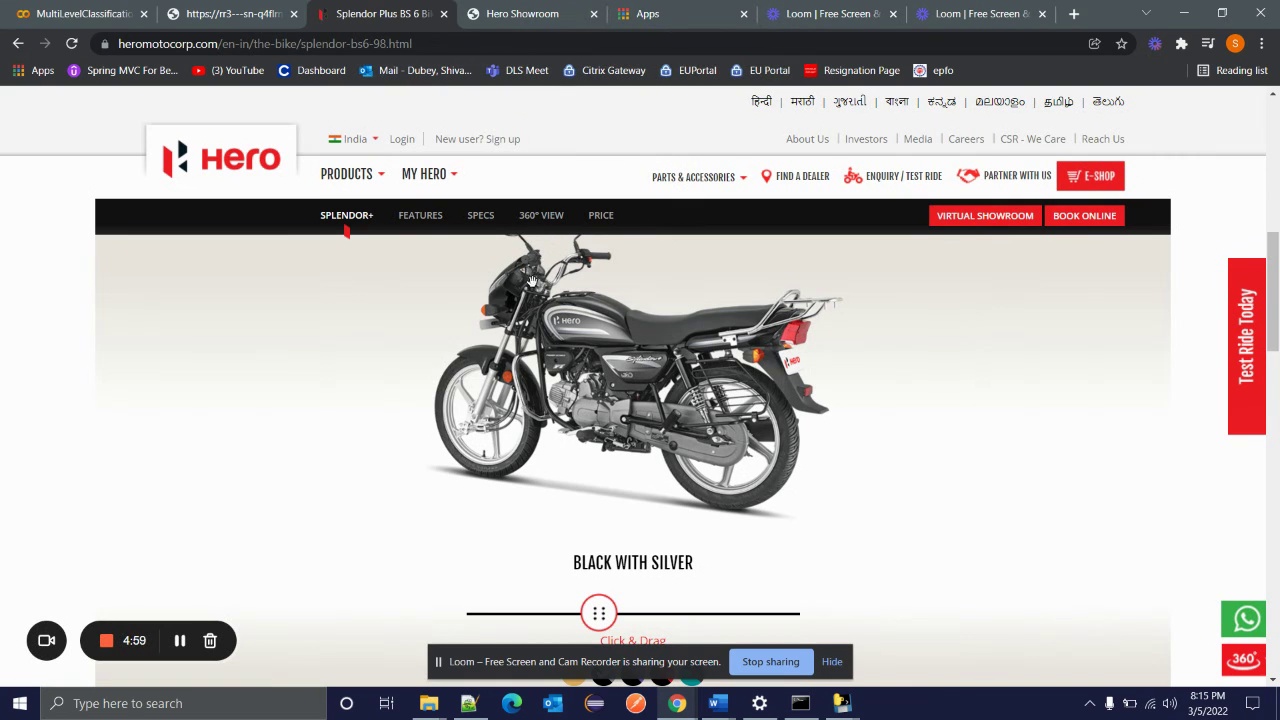 MultiLevelClassificatio
https://r3---sn-q4flrn
Splendor Plus BS 6 Bik
Hero Showroom
Apps
Loom | Free Screen &
Loom | Free Screen &
heromotocorp.com/en-in/the-bike/splendor-bs6-98.html
Apps
Spring MVC For Be...
(3) YouTube
Dashboard
Mail - Dubey, Shiva...
DLS Meet
Citrix Gateway
EUPortal
EU Portal
Resignation Page
epfo
Reading list
हिन्दी | मराठी | ગુજરાતી | বাংলা | ಕನ್ನಡ | മലയാളം | தமிழ் | తెలుగు
India
Login
New user? Sign up
About Us | Investors | Media | Careers | CSR - We Care | Reach Us
Hero
PRODUCTS
MY HERO
PARTS & ACCESSORIES
FIND A DEALER
ENQUIRY / TEST RIDE
PARTNER WITH US
E-SHOP
SPLENDOR+
FEATURES
SPECS
360° VIEW
PRICE
VIRTUAL SHOWROOM
BOOK ONLINE
Hero
Test Ride Today
BLACK WITH SILVER
Click & Drag
4:59
Loom – Free Screen and Cam Recorder is sharing your screen.
Stop sharing
Hide
360°
Type here to search
8:15 PM
3/5/2022